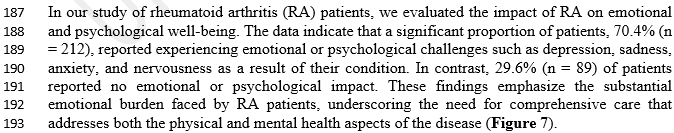 187 In our study of rheumatoid arthritis (RA) patients, we evaluated the impact of RA on emotional
188 and psychological well-being. The data indicate that a significant proportion of patients, 70.4% (n
189 = 212), reported experiencing emotional or psychological challenges such as depression, sadness,
190 anxiety, and nervousness as a result of their condition. In contrast, 29.6% (n = 89) of patients
191 reported no emotional or psychological impact. These findings emphasize the substantial
192 emotional burden faced by RA patients, underscoring the need for comprehensive care that
193 addresses both the physical and mental health aspects of the disease (Figure 7).